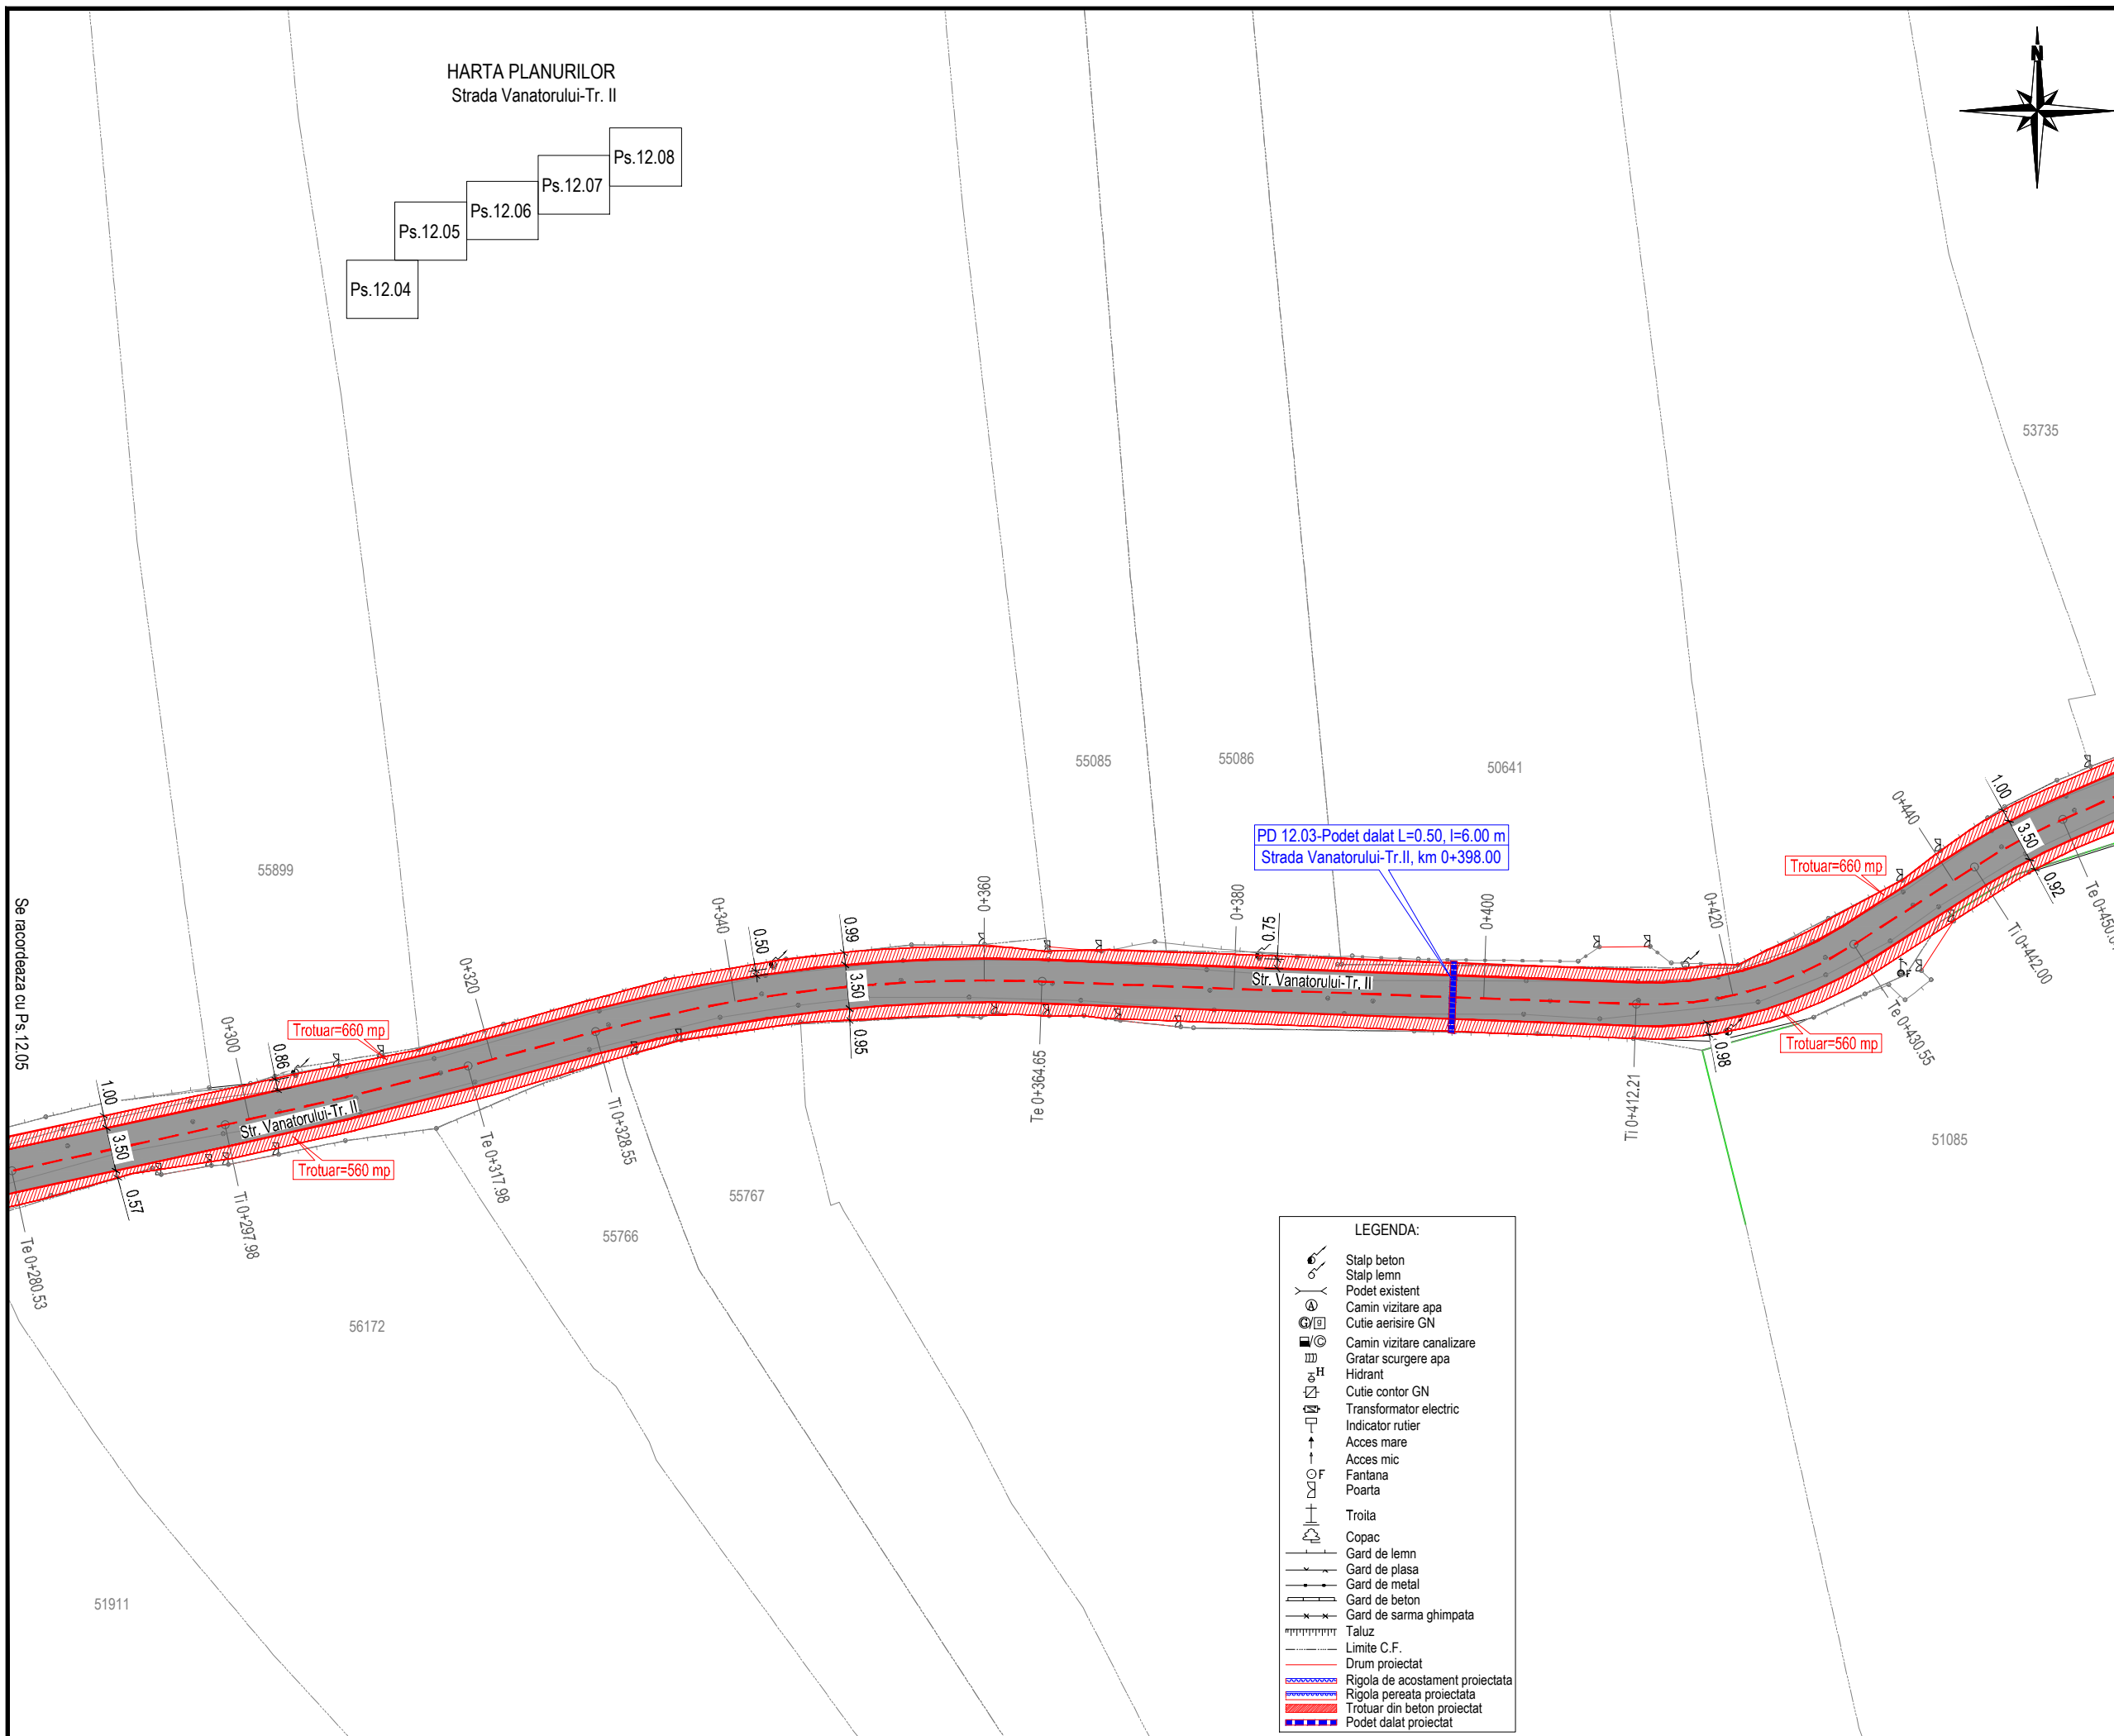 HARTA PLANURILOR
Strada Vanatorului-Tr. II
Ps.12.08
Ps.12.07
Ps.12.06
Ps.12.05
Ps.12.04
N
53735
55085
55086
50641
55899
PD 12.03-Podet dalat L=0.50, l=6.00 m
Strada Vanatorului-Tr.II, km 0+398.00
Trotuar=660 mp
Trotuar=560 mp
Trotuar=660 mp
Trotuar=560 mp
Se racordeaza cu Ps.12.05
0+300
0+320
0+340
0+360
0+380
0+400
0+420
0+440
1.00
3.50
0.57
0.86
0.50
0.99
3.50
0.95
0.75
0.98
1.00
3.50
0.92
Str. Vanatorului-Tr. II
Str. Vanatorului-Tr. II
Te 0+280.53
Ti 0+297.98
Te 0+317.98
Ti 0+328.55
Te 0+364.65
Ti 0+412.21
Te 0+430.55
Ti 0+442.00
51085
55767
55766
56172
51911
F
LEGENDA:
Stalp beton
Stalp lemn
Podet existent
A Camin vizitare apa
G/g Cutie aerisire GN
/C Camin vizitare canalizare
Gratar scurgere apa
H Hidrant
Cutie contor GN
Transformator electric
Indicator rutier
Acces mare
Acces mic
F Fantana
Poarta
Troita
Copac
Gard de lemn
Gard de plasa
Gard de metal
Gard de beton
Gard de sarma ghimpata
Taluz
Limite C.F.
Drum proiectat
Rigola de acostament proiectata
Rigola pereata proiectata
Trotuar din beton proiectat
Podet dalat proiectat